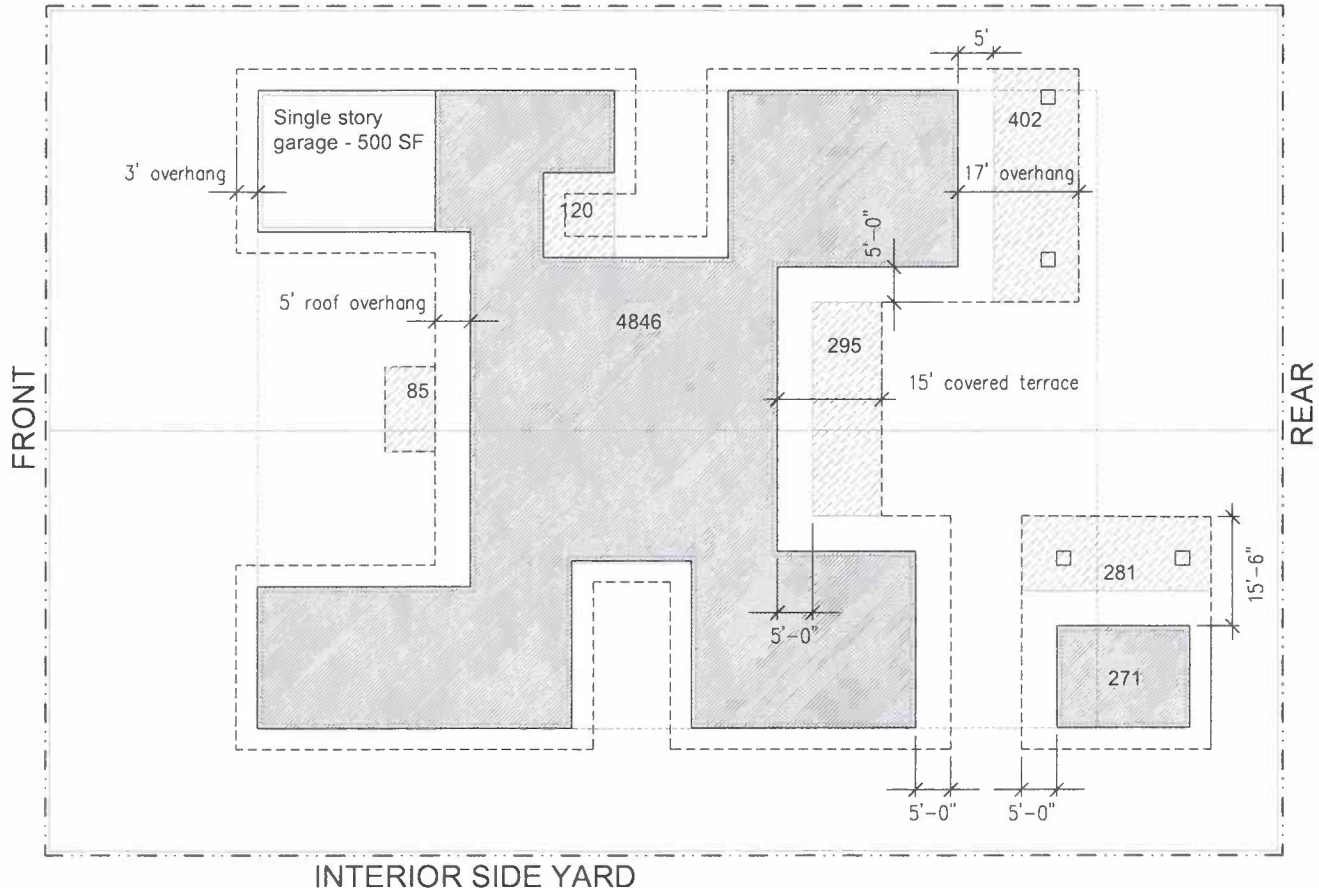 5'
Single story
garage - 500 SF
402
3' overhang
17' overhang
120
5'-0"
5' roof overhang
4846
295
85
15' covered terrace
FRONT
REAR
281
15'-6"
5'-0"
271
5'-0"
5'-0"
INTERIOR SIDE YARD